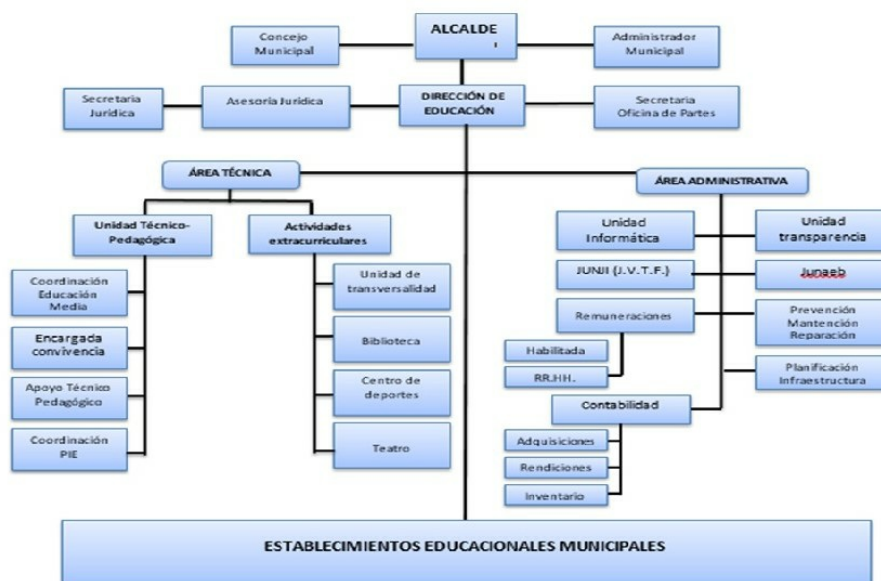 ALCALDE
Concejo
Municipal
Administrador
Municipal
DIRECCIÓN DE
EDUCACIÓN
Secretaria
Jurídica
Asesoría Jurídica
Secretaria
Oficina de Partes
ÁREA TÉCNICA
ÁREA ADMINISTRATIVA
Unidad Técnico-
Pedagógica
Actividades
extracurriculares
Coordinación
Educación
Media
Encargada
convivencia
Apoyo Técnico
Pedagógico
Coordinación
PIE
Unidad de
transversalidad
Biblioteca
Centro de
deportes
Teatro
Unidad
Informática
Unidad
transparencia
JUNJI (J.V.T.F.)
Junaeb
Remuneraciones
Prevención
Mantención
Reparación
Habilitada
RR.HH.
Planificación
Infraestructura
Contabilidad
Adquisiciones
Rendiciones
Inventario
ESTABLECIMIENTOS EDUCACIONALES MUNICIPALES